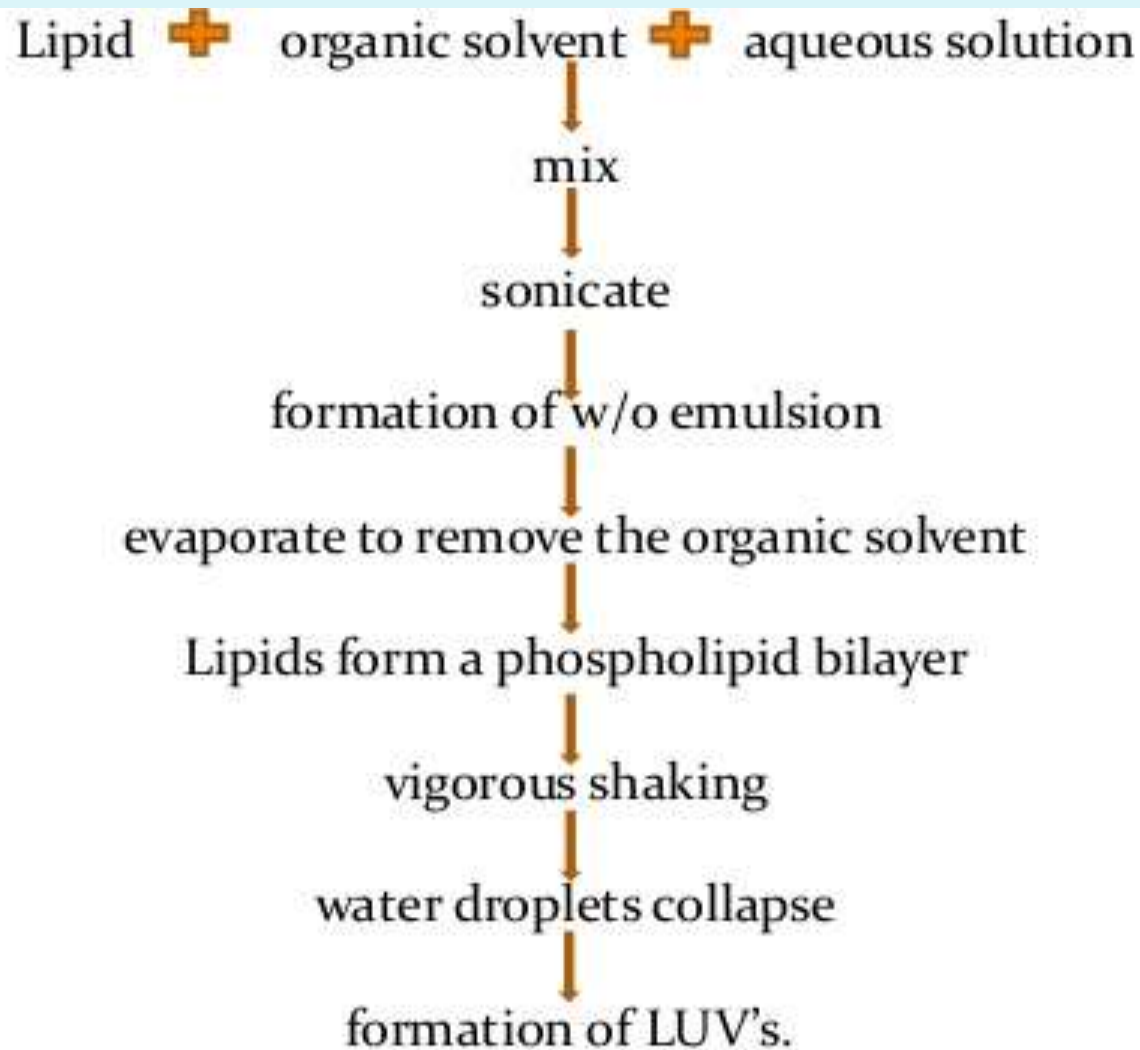 Lipid + organic solvent + aqueous solution
mix
sonicate
formation of w/o emulsion
evaporate to remove the organic solvent
Lipids form a phospholipid bilayer
vigorous shaking
water droplets collapse
formation of LUV's.